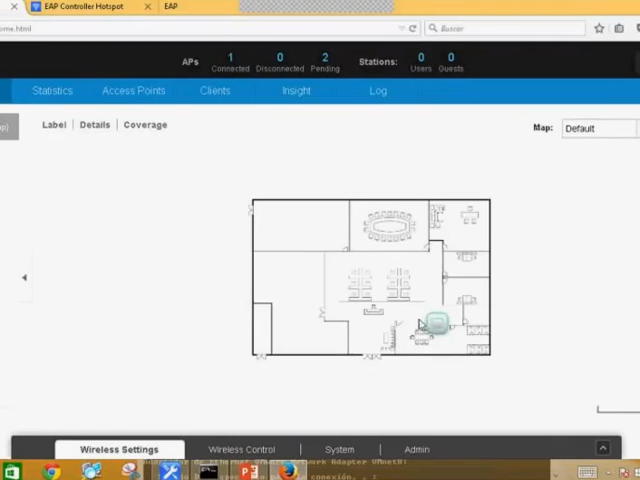 EAP Controller Hotspot × EAP
ome.html
Buscar
APs 1 0 2 Stations: 0 0
Connected Disconnected Pending Users Guests
Statistics Access Points Clients Insight Log
ap) Label | Details | Coverage Map: Default
Wireless Settings Wireless Control | System | Admin